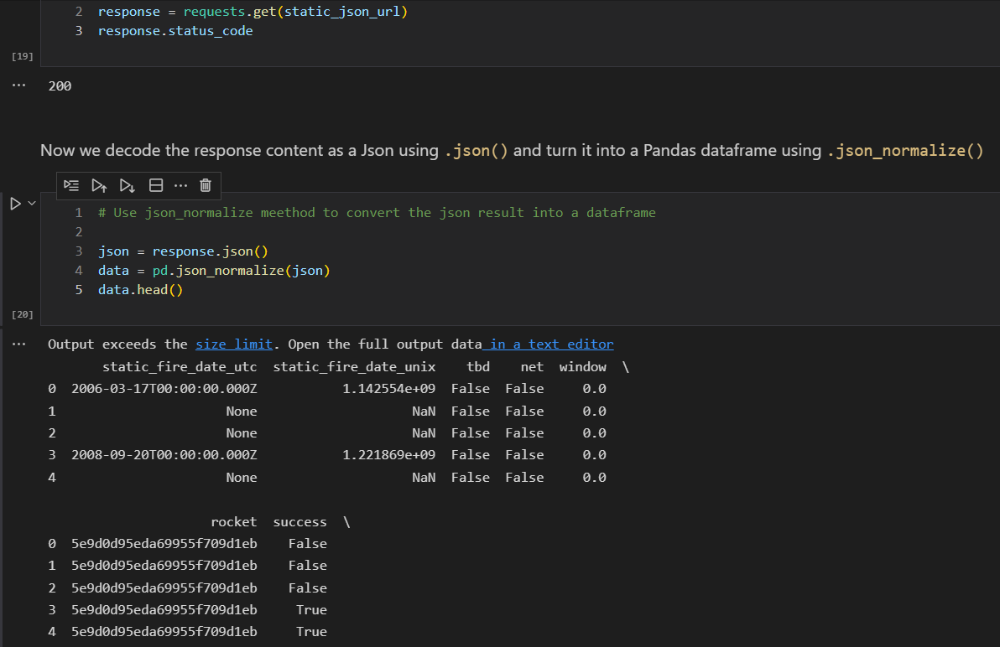 2 response = requests.get(static_json_url)
3 response.status_code
[19]
··· 200
Now we decode the response content as a Json using .json() and turn it into a Pandas dataframe using .json_normalize()
1 # Use json_normalize meethod to convert the json result into a dataframe
2
3 json = response.json()
4 data = pd.json_normalize(json)
5 data.head()
[20]
··· Output exceeds the size limit. Open the full output data in a text editor
static_fire_date_utc static_fire_date_unix tbd net window \
0 2006-03-17T00:00:00.000Z 1.142554e+09 False False 0.0
1 None NaN False False 0.0
2 None NaN False False 0.0
3 2008-09-20T00:00:00.000Z 1.221869e+09 False False 0.0
4 None NaN False False 0.0
rocket success \
0 5e9d0d95eda69955f709d1eb False
1 5e9d0d95eda69955f709d1eb False
2 5e9d0d95eda69955f709d1eb False
3 5e9d0d95eda69955f709d1eb True
4 5e9d0d95eda69955f709d1eb True